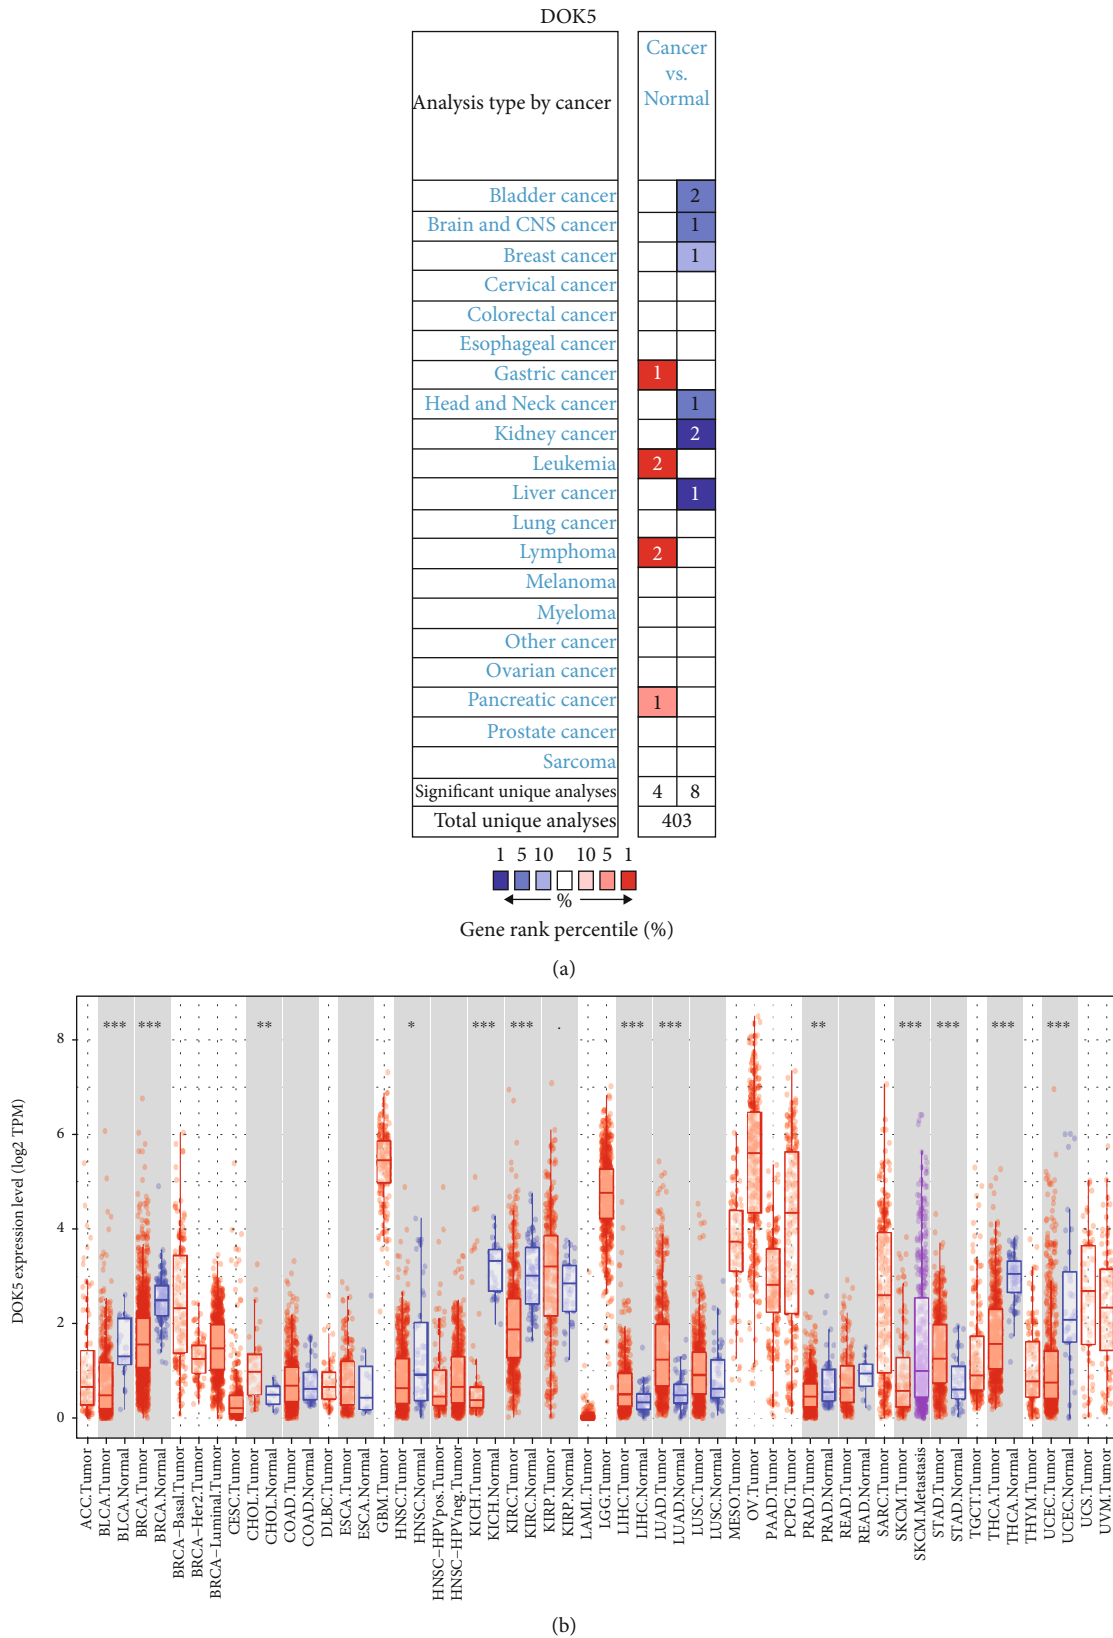 DOK5
Analysis type by cancer
Cancer
vs.
Normal
Bladder cancer 2
Brain and CNS cancer 1
Breast cancer 1
Cervical cancer
Colorectal cancer
Esophageal cancer
Gastric cancer 1
Head and Neck cancer 1
Kidney cancer 2
Leukemia 2
Liver cancer 1
Lung cancer
Lymphoma 2
Melanoma
Myeloma
Other cancer
Ovarian cancer
Pancreatic cancer 1
Prostate cancer
Sarcoma
Significant unique analyses 4 8
Total unique analyses 403
1 5 10 10 5 1
%
Gene rank percentile (%)
(a)
DOK5 expression level (log2 TPM)
8
6
4
2
0
*** *** ** * *** *** . *** *** ** *** *** *** ***
ACC.Tumor
BLCA.Tumor
BLCA.Normal
BRCA.Tumor
BRCA.Normal
BRCA−Basal.Tumor
BRCA−Her2.Tumor
BRCA−Luminal.Tumor
CESC.Tumor
CHOL.Tumor
CHOL.Normal
COAD.Tumor
COAD.Normal
DLBC.Tumor
ESCA.Tumor
ESCA.Normal
GBM.Tumor
HNSC.Tumor
HNSC.Normal
HNSC−HPVpos.Tumor
HNSC−HPVneg.Tumor
KICH.Tumor
KICH.Normal
KIRC.Tumor
KIRC.Normal
KIRP.Tumor
KIRP.Normal
LAML.Tumor
LGG.Tumor
LIHC.Tumor
LIHC.Normal
LUAD.Tumor
LUAD.Normal
LUSC.Tumor
LUSC.Normal
MESO.Tumor
OV.Tumor
PAAD.Tumor
PCPG.Tumor
PRAD.Tumor
PRAD.Normal
READ.Tumor
READ.Normal
SARC.Tumor
SKCM.Tumor
SKCM.Metastasis
STAD.Tumor
STAD.Normal
TGCT.Tumor
THCA.Tumor
THCA.Normal
THYM.Tumor
UCEC.Tumor
UCEC.Normal
UCS.Tumor
UVM.Tumor
(b)